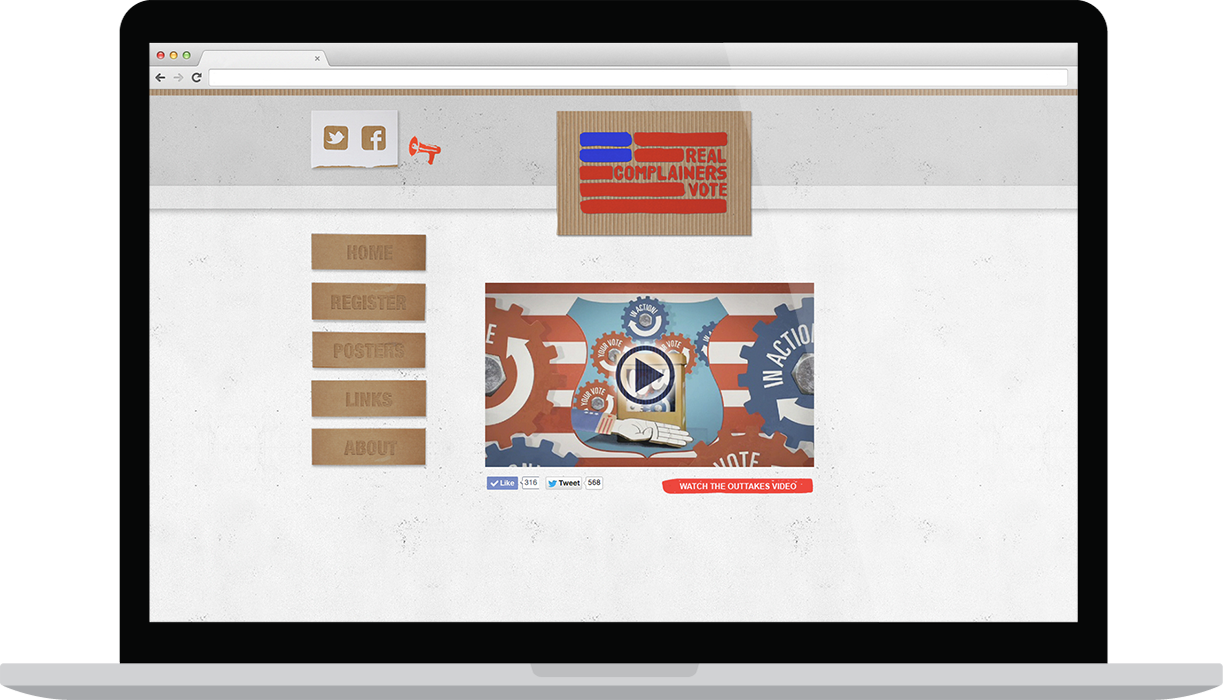 REAL
COMPLAINERS
VOTE
HOME
REGISTER
POSTERS
LINKS
ABOUT
IN ACTION!
YOUR VOTE
VOTE
YOUR VOTE
IN ACTION
VOTE
Like 316
Tweet 568
WATCH THE OUTTAKES VIDEO